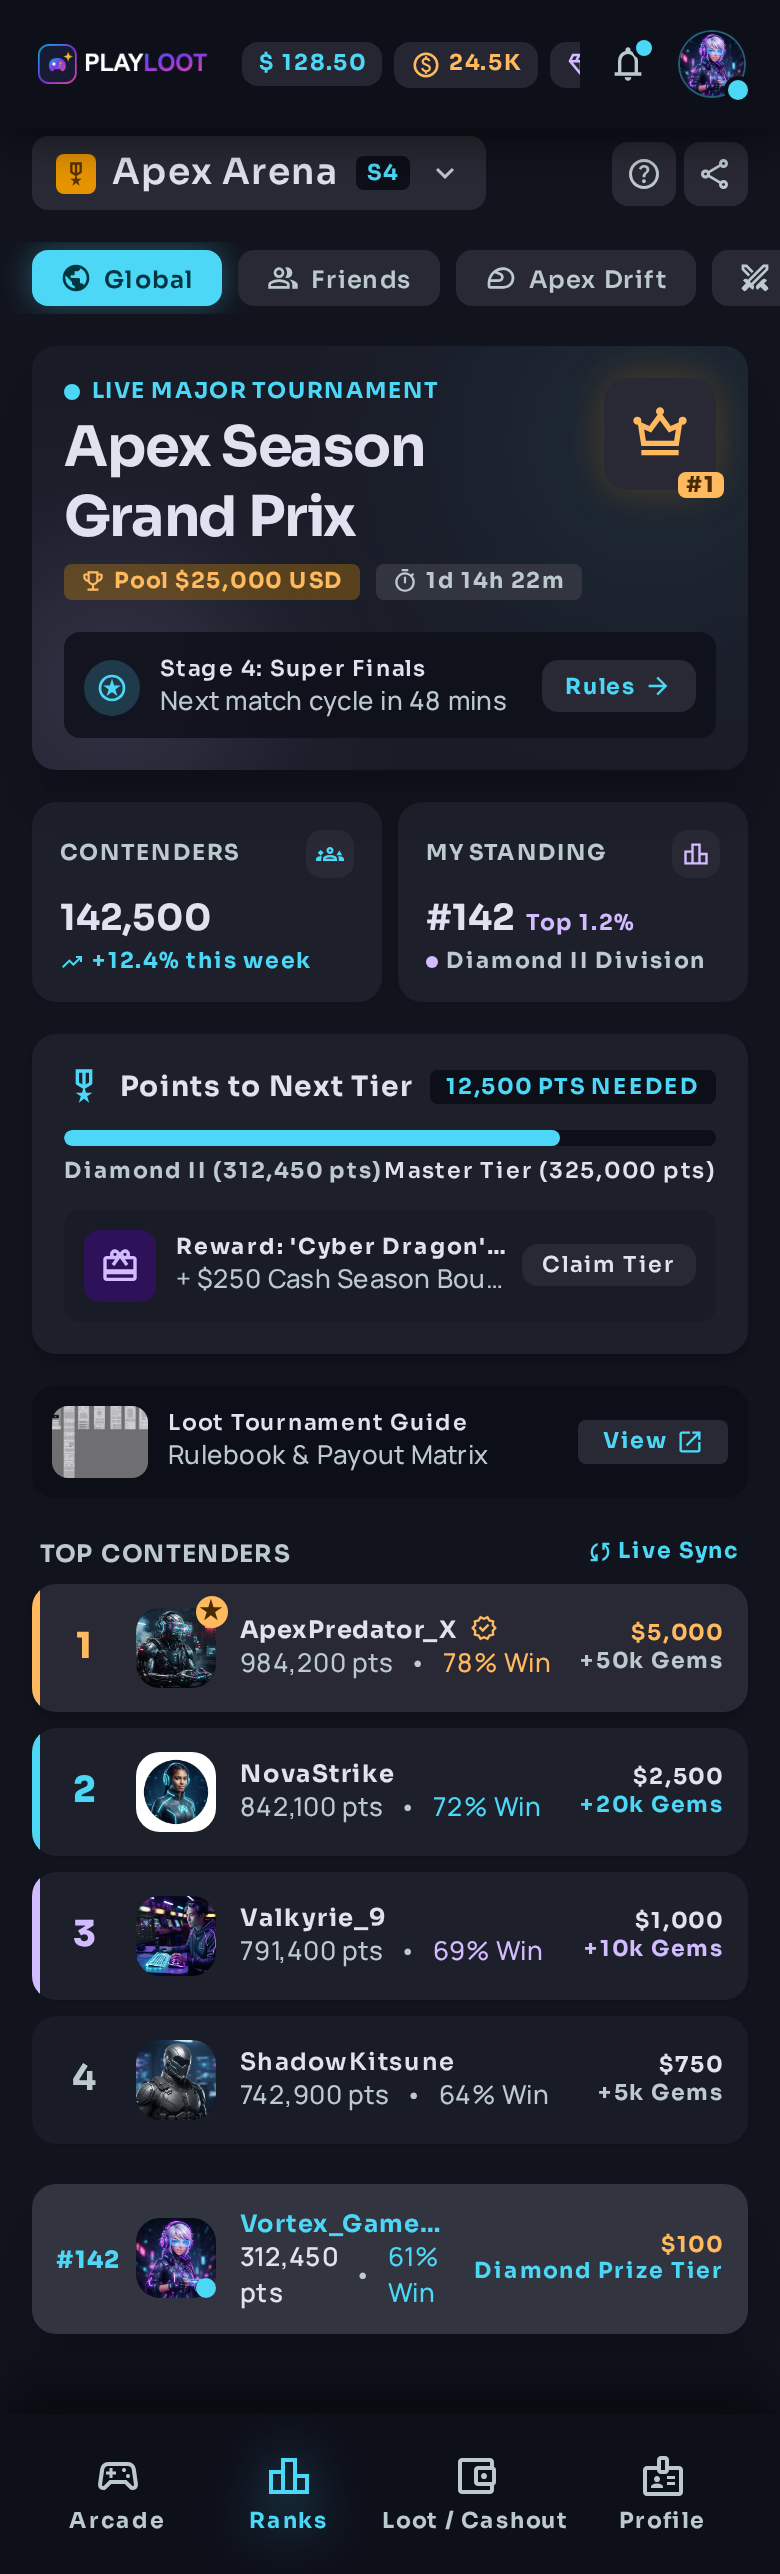 PLAYLOOT
$ 128.50
24.5K
Apex Arena S4
Global
Friends
Apex Drift
LIVE MAJOR TOURNAMENT
Apex Season
Grand Prix
#1
Pool $25,000 USD
1d 14h 22m
Stage 4: Super Finals
Next match cycle in 48 mins
Rules
CONTENDERS
142,500
+12.4% this week
MY STANDING
#142 Top 1.2%
Diamond II Division
Points to Next Tier
12,500 PTS NEEDED
Diamond II (312,450 pts)
Master Tier (325,000 pts)
Reward: 'Cyber Dragon'...
+ $250 Cash Season Bou...
Claim Tier
Loot Tournament Guide
Rulebook & Payout Matrix
View
TOP CONTENDERS
Live Sync
1
ApexPredator_X
984,200 pts • 78% Win
$5,000
+50k Gems
2
NovaStrike
842,100 pts • 72% Win
$2,500
+20k Gems
3
Valkyrie_9
791,400 pts • 69% Win
$1,000
+10k Gems
4
ShadowKitsune
742,900 pts • 64% Win
$750
+5k Gems
#142
Vortex_Game...
312,450 pts • 61% Win
$100
Diamond Prize Tier
Arcade
Ranks
Loot / Cashout
Profile